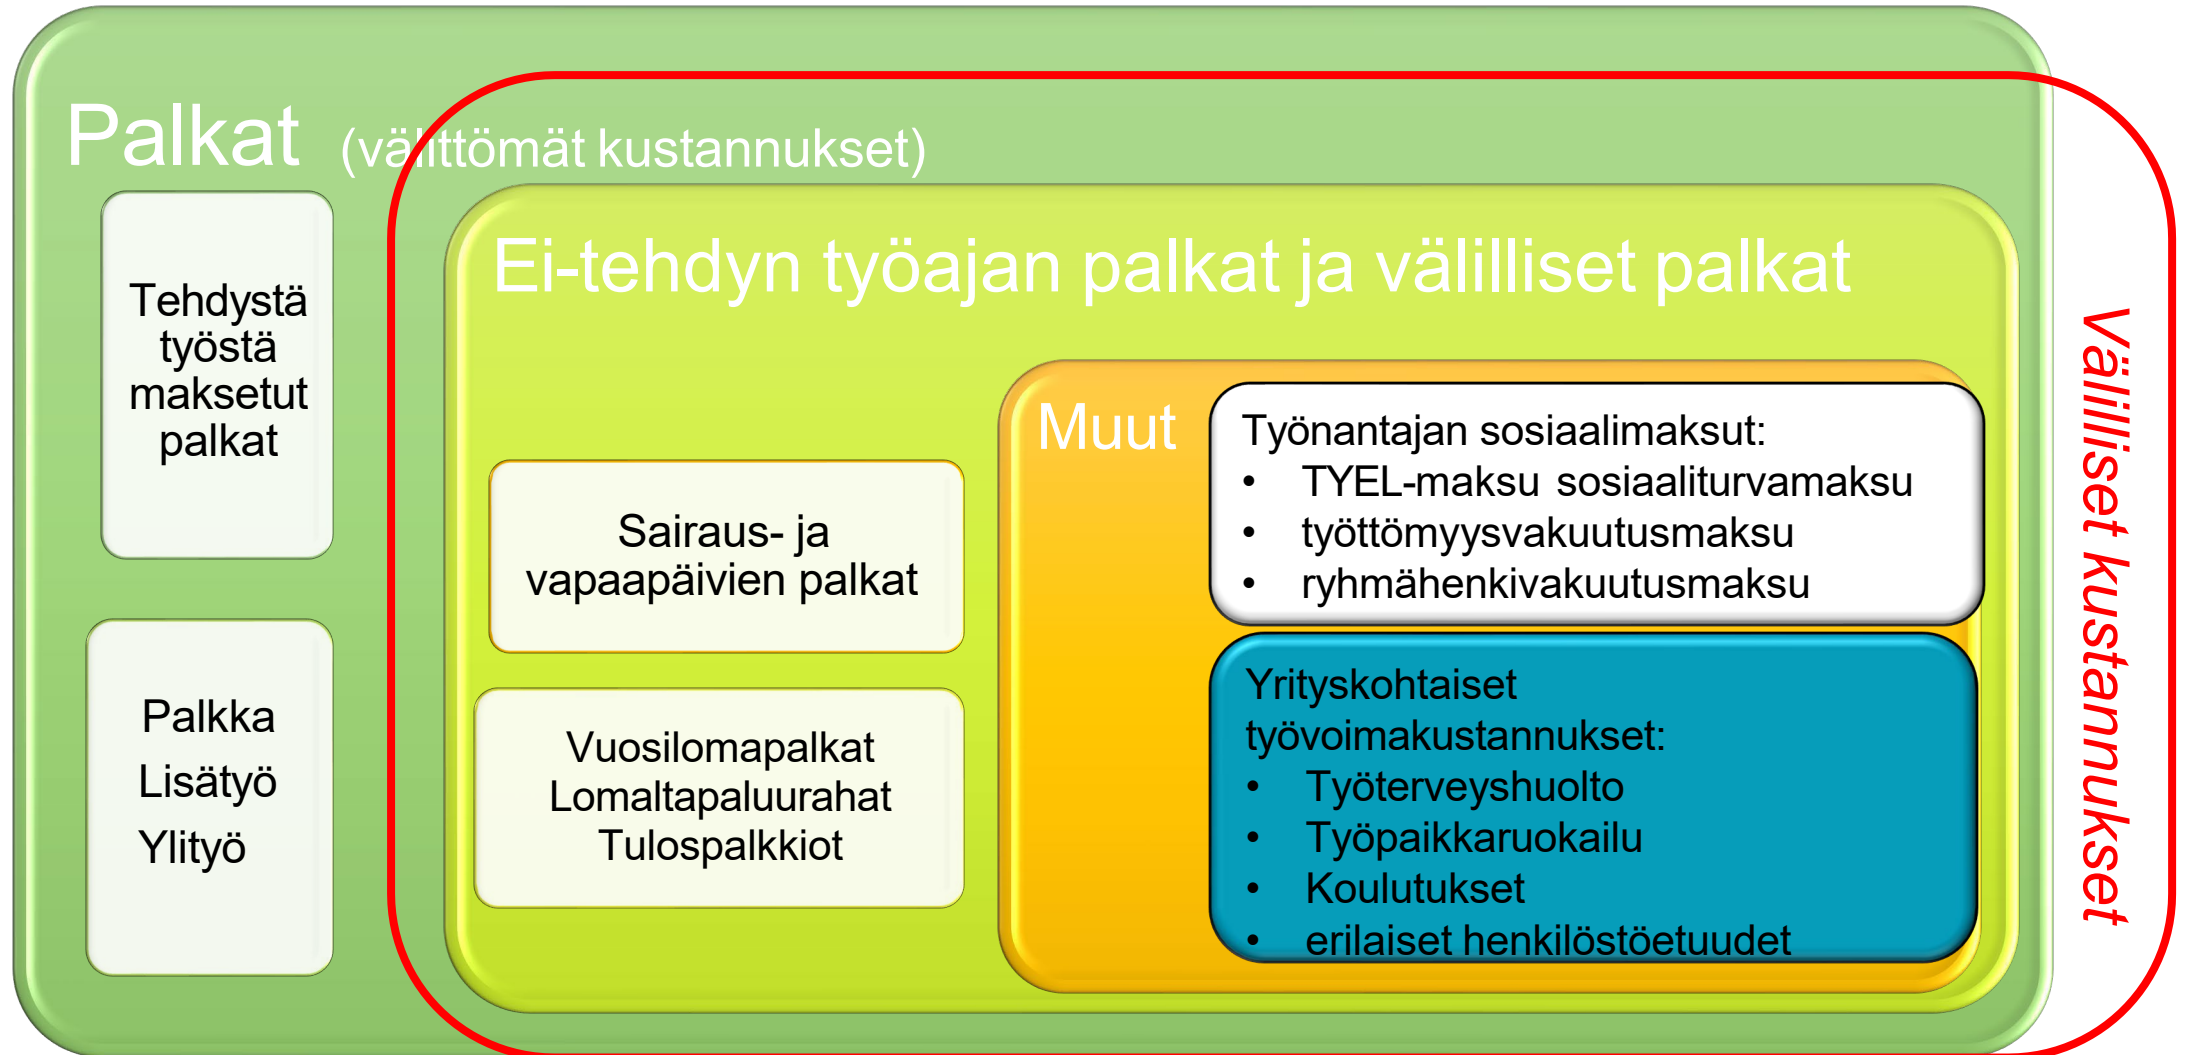 Palkat (välittömät kustannukset)
Tehdystä
työstä
maksetut
palkat
Palkka
Lisätyö
Ylityö
Ei-tehdyn työajan palkat ja välilliset palkat
Sairaus- ja
vapaapäivien palkat
Vuosilomapalkat
Lomaltapaluurahat
Tulospalkkiot
Muut
Työnantajan sosiaalimaksut:
• TYEL-maksu sosiaaliturvamaksu
• työttömyysvakuutusmaksu
• ryhmähenkivakuutusmaksu
Yrityskohtaiset
työvoimakustannukset:
• Työterveyshuolto
• Työpaikkaruokailu
• Koulutukset
• erilaiset henkilöstöetuudet
Välilliset kustannukset